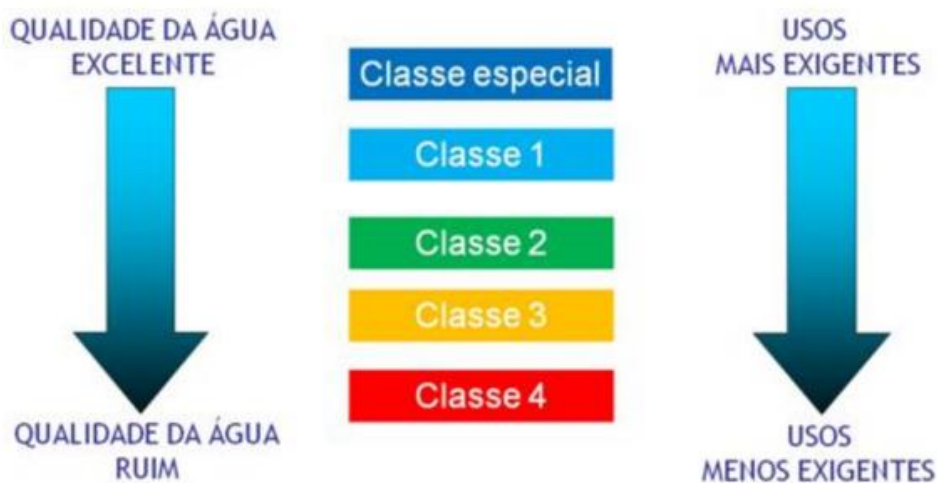 QUALIDADE DA ÁGUA
EXCELENTE
USOS
MAIS EXIGENTES
Classe especial
Classe 1
Classe 2
Classe 3
Classe 4
QUALIDADE DA ÁGUA
RUIM
USOS
MENOS EXIGENTES